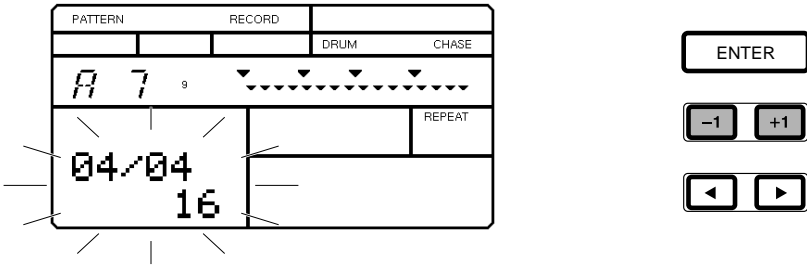 PATTERN RECORD
DRUM CHASE
A 7 9
REPEAT
04/04
16
ENTER
−1 +1